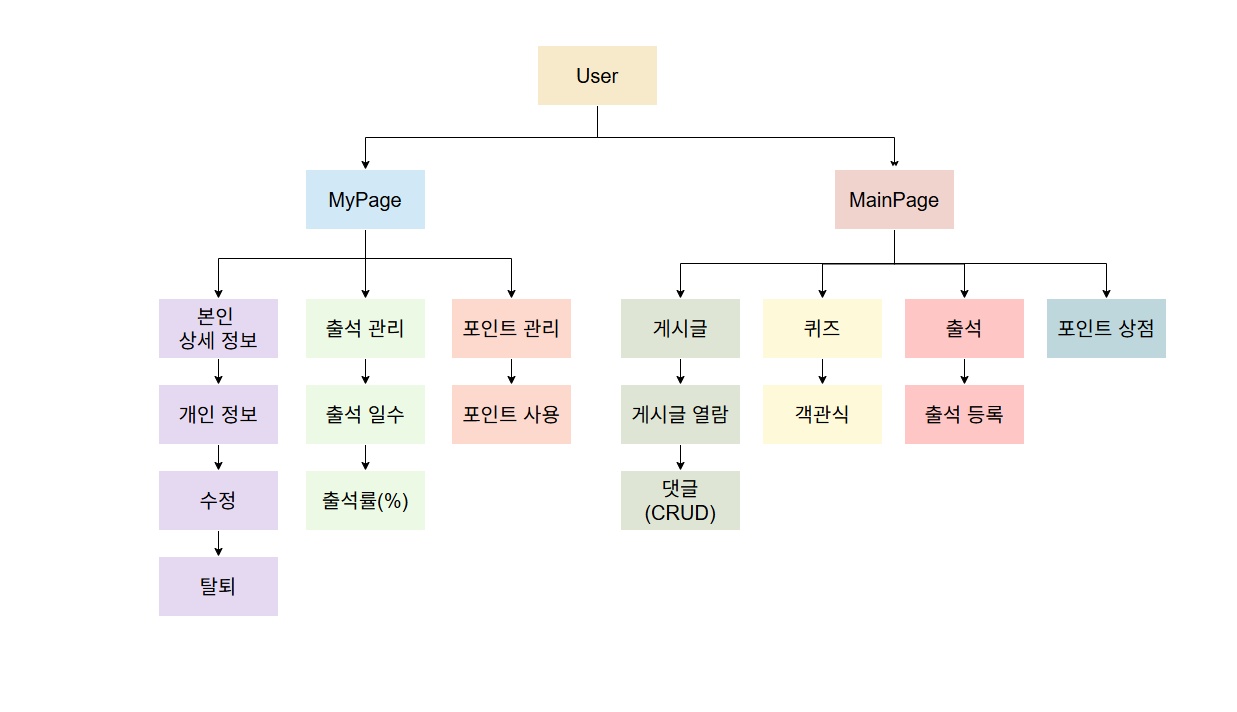 User
MyPage
MainPage
본인
상세 정보
출석 관리
포인트 관리
게시글
퀴즈
출석
포인트 상점
개인 정보
출석 일수
포인트 사용
게시글 열람
객관식
출석 등록
수정
출석률(%)
댓글
(CRUD)
탈퇴